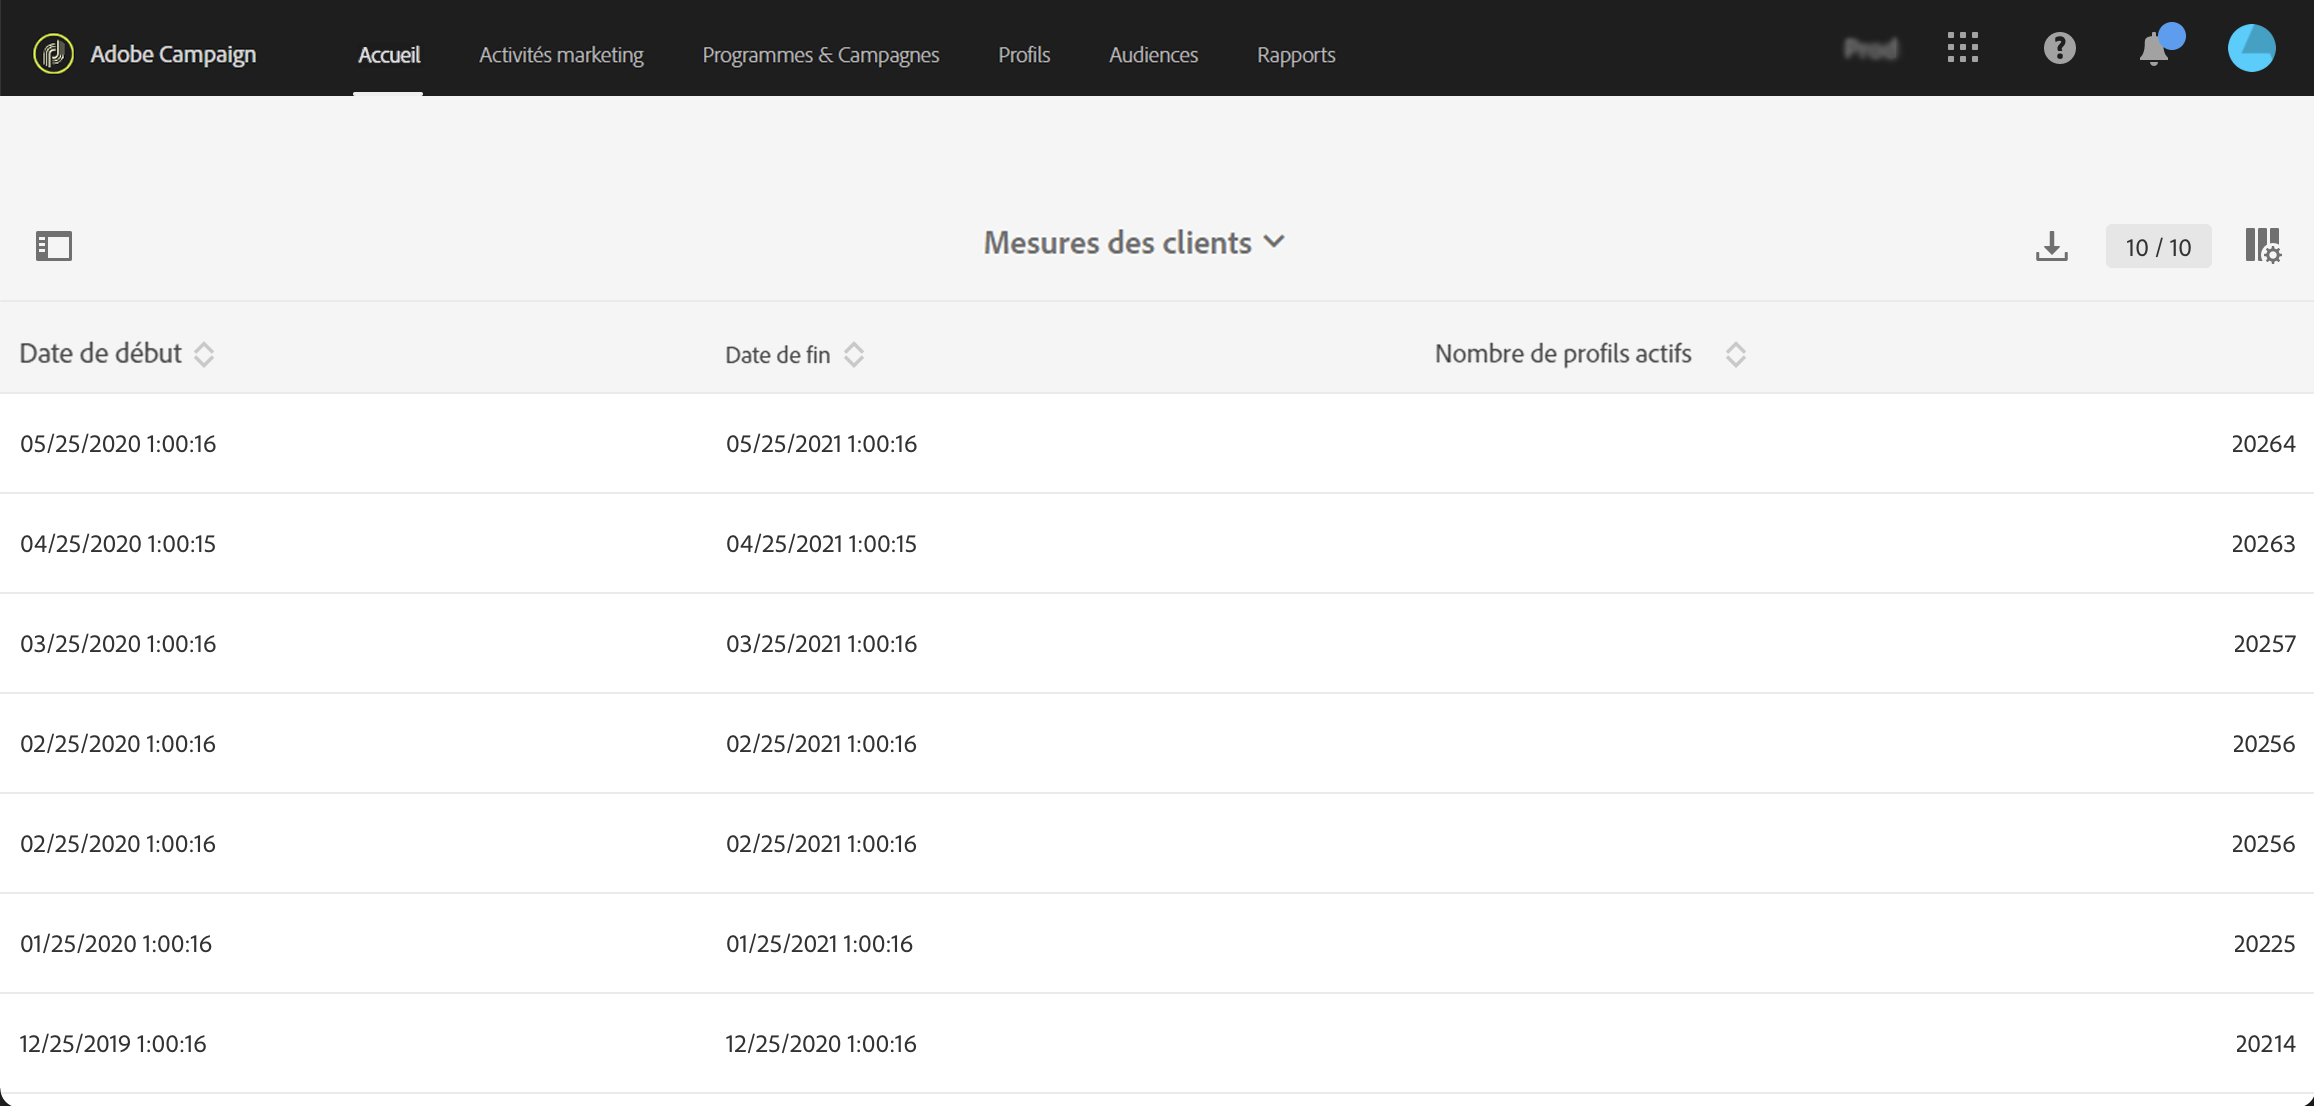 Adobe Campaign Accueil Activités marketing Programmes & Campagnes Profils Audiences Rapports Prod
Mesures des clients 10 / 10
Date de début Date de fin Nombre de profils actifs
05/25/2020 1:00:16 05/25/2021 1:00:16 20264
04/25/2020 1:00:15 04/25/2021 1:00:15 20263
03/25/2020 1:00:16 03/25/2021 1:00:16 20257
02/25/2020 1:00:16 02/25/2021 1:00:16 20256
02/25/2020 1:00:16 02/25/2021 1:00:16 20256
01/25/2020 1:00:16 01/25/2021 1:00:16 20225
12/25/2019 1:00:16 12/25/2020 1:00:16 20214